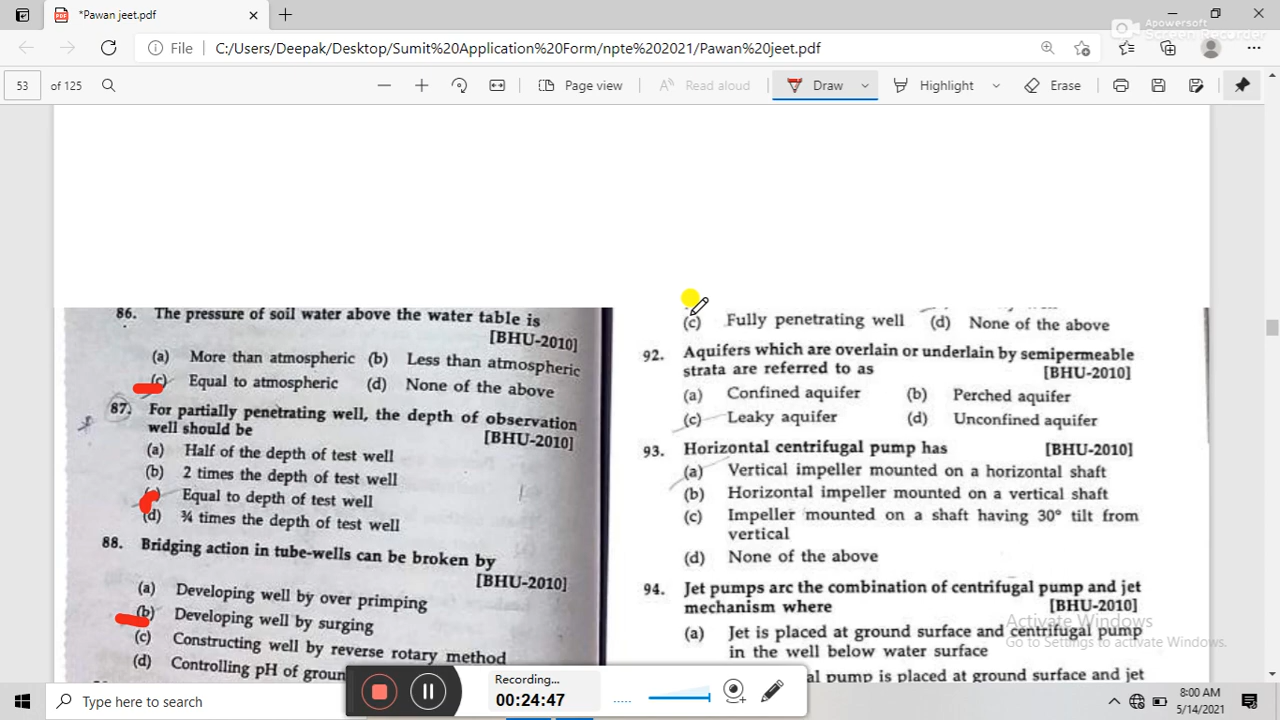 *Pawan jeet.pdf
Apowersoft
Screen Recorder
File
C:/Users/Deepak/Desktop/Sumit%20Application%20Form/npte%202021/Pawan%20jeet.pdf
53 of 125
Page view
Read aloud
Draw
Highlight
Erase
86. The pressure of soil water above the water table is
[BHU-2010]
(a) More than atmospheric (b) Less than atmospheric
(c) Equal to atmospheric (d) None of the above
87. For partially penetrating well, the depth of observation
well should be [BHU-2010]
(a) Half of the depth of test well
(b) 2 times the depth of test well
Equal to depth of test well
(d) ¾ times the depth of test well
88. Bridging action in tube-wells can be broken by
[BHU-2010]
(a) Developing well by over primping
(b) Developing well by surging
(c) Constructing well by reverse rotary method
(d) Controlling pH of groun
(c) Fully penetrating well (d) None of the above
92. Aquifers which are overlain or underlain by semipermeable
strata are referred to as [BHU-2010]
(a) Confined aquifer (b) Perched aquifer
(c) Leaky aquifer (d) Unconfined aquifer
93. Horizontal centrifugal pump has [BHU-2010]
(a) Vertical impeller mounted on a horizontal shaft
(b) Horizontal impeller mounted on a vertical shaft
(c) Impeller mounted on a shaft having 30° tilt from
vertical
(d) None of the above
94. Jet pumps arc the combination of centrifugal pump and jet
mechanism where [BHU-2010]
(a) Jet is placed at ground surface and centrifugal pump
in the well below water surface
al pump is placed at ground surface and jet
Activate Windows
Go to Settings to activate Windows.
Recording...
00:24:47
Type here to search
8:00 AM
5/14/2021